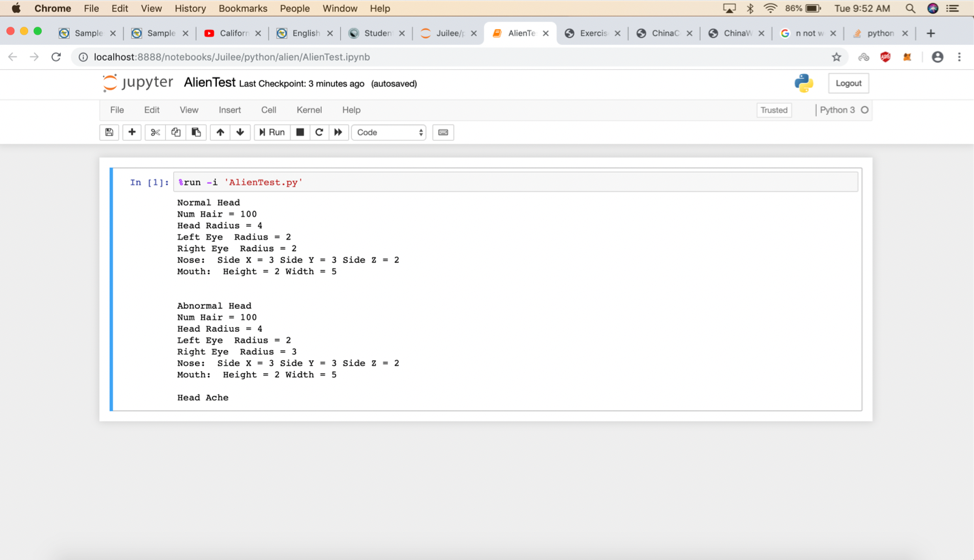 Chrome File Edit View History Bookmarks People Window Help 86% Tue 9:52 AM
Sample Sample Californ English Studen Juilee/p AlienTe Exercis ChinaC ChinaW n not w python
localhost:8888/notebooks/Juilee/python/alien/AlienTest.ipynb
jupyter AlienTest Last Checkpoint: 3 minutes ago (autosaved) Logout
File Edit View Insert Cell Kernel Help Trusted Python 3
Run Code
In [1]: %run -i 'AlienTest.py'
Normal Head
Num Hair = 100
Head Radius = 4
Left Eye  Radius = 2
Right Eye  Radius = 2
Nose:  Side X = 3 Side Y = 3 Side Z = 2
Mouth:  Height = 2 Width = 5
Abnormal Head
Num Hair = 100
Head Radius = 4
Left Eye  Radius = 2
Right Eye  Radius = 3
Nose:  Side X = 3 Side Y = 3 Side Z = 2
Mouth:  Height = 2 Width = 5
Head Ache